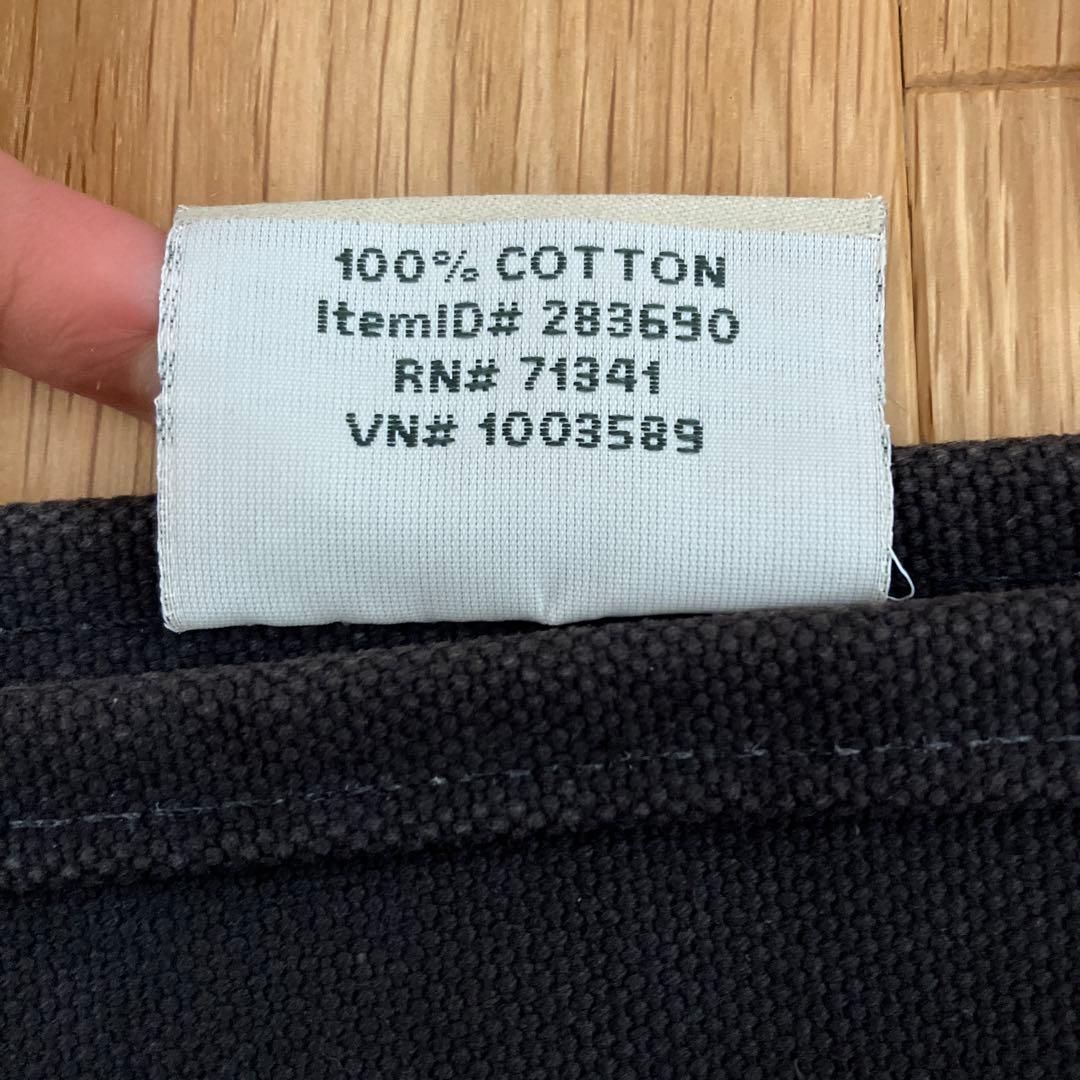 100% COTTON
ItemID# 283690
RN# 71341
VN# 1003589